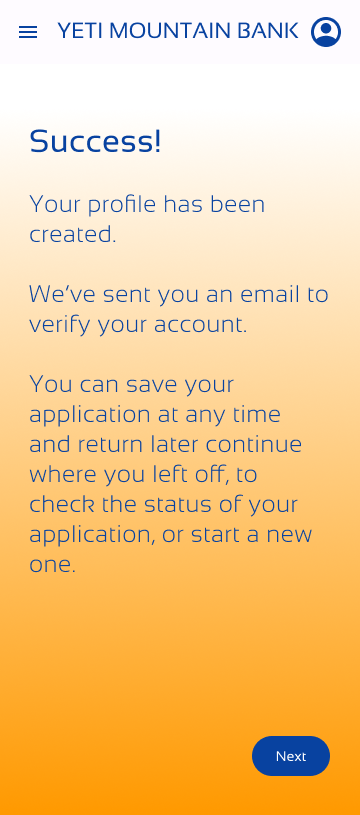 YETI MOUNTAIN BANK
Success!
Your profile has been
created.
We've sent you an email to
verify your account.
You can save your
application at any time
and return later continue
where you left off, to
check the status of your
application, or start a new
one.
Next